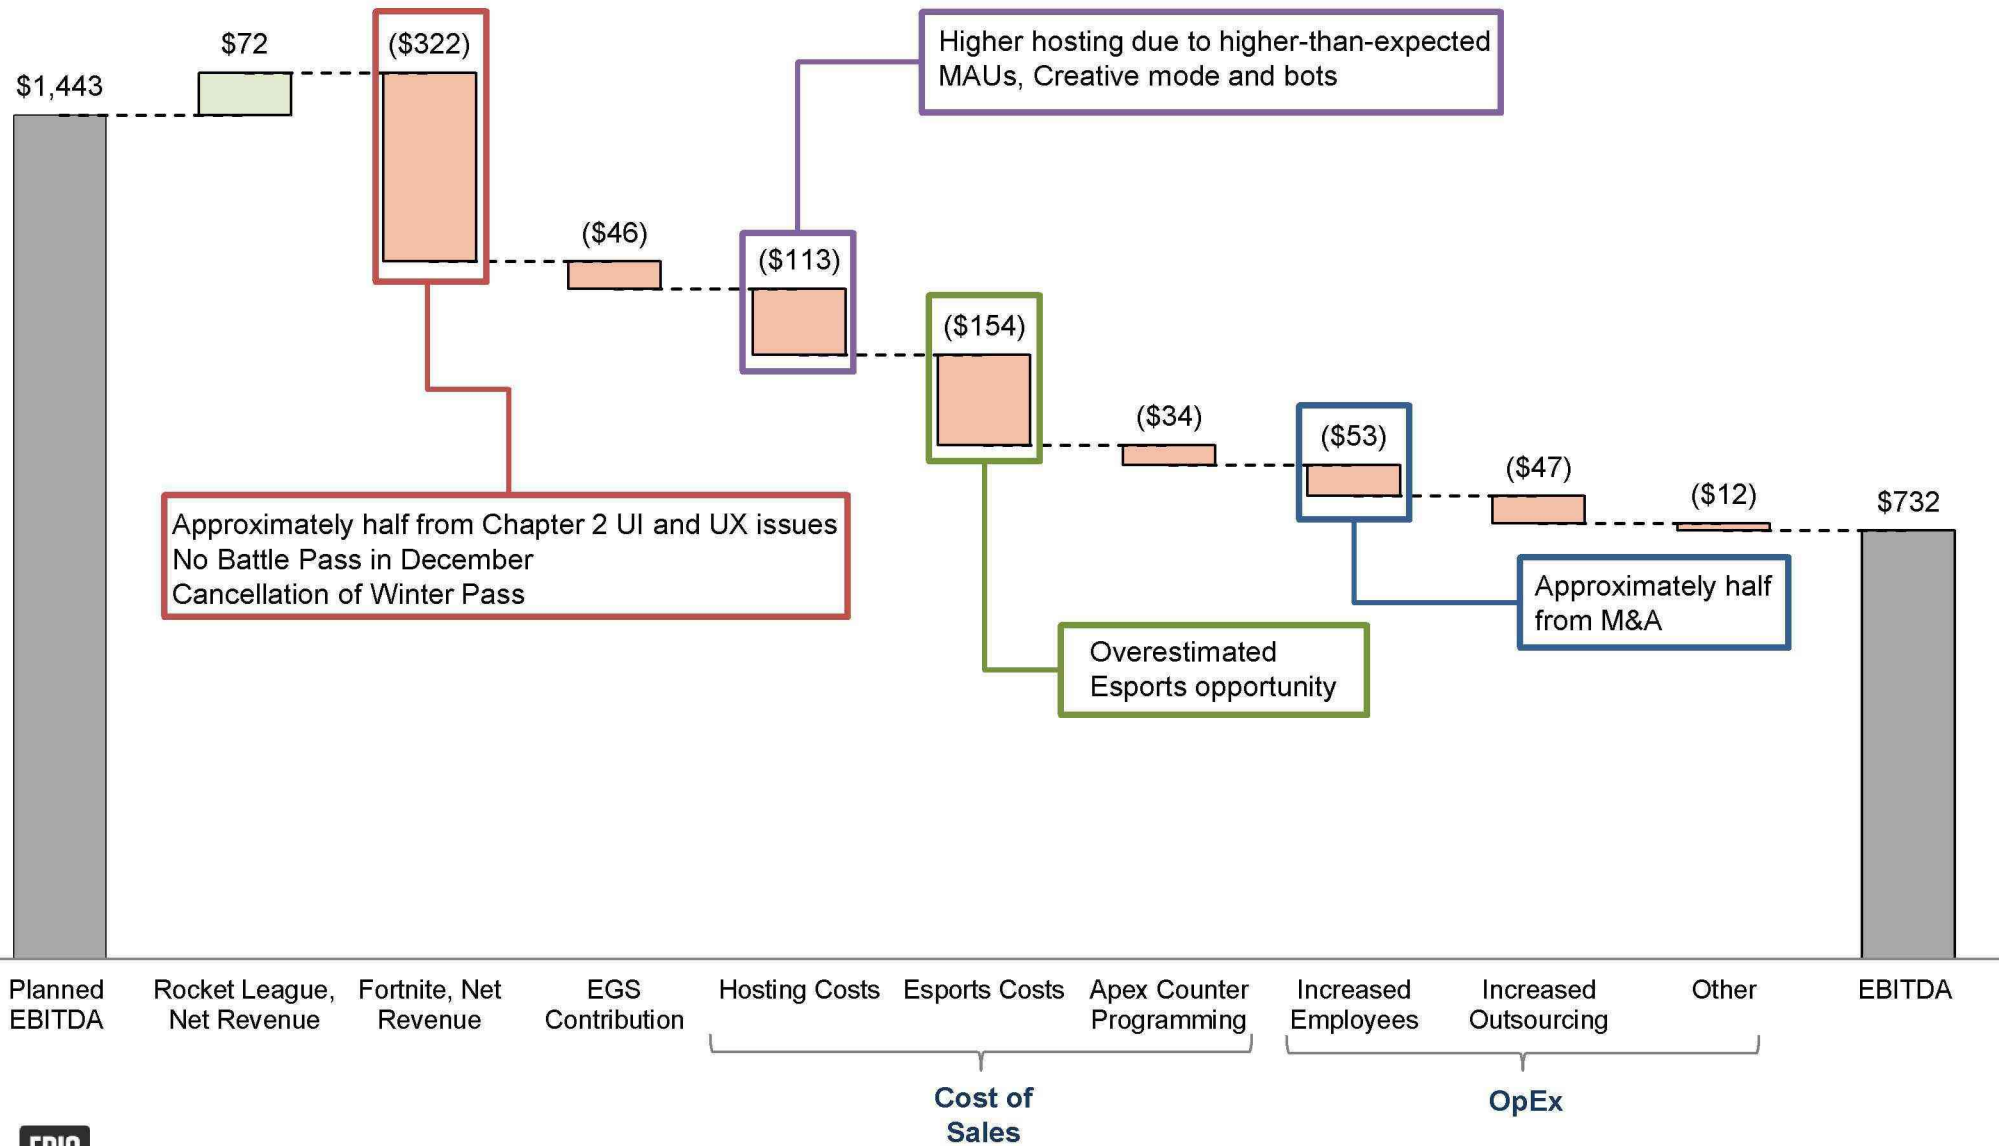 $1,443
$72
($322)
($46)
($113)
($154)
($34)
($53)
($47)
($12)
$732
Higher hosting due to higher-than-expected
MAUs, Creative mode and bots
Approximately half from Chapter 2 UI and UX issues
No Battle Pass in December
Cancellation of Winter Pass
Overestimated
Esports opportunity
Approximately half
from M&A
Planned
EBITDA
Rocket League,
Net Revenue
Fortnite, Net
Revenue
EGS
Contribution
Hosting Costs
Esports Costs
Apex Counter
Programming
Increased
Employees
Increased
Outsourcing
Other
EBITDA
Cost of
Sales
OpEx
EPIC